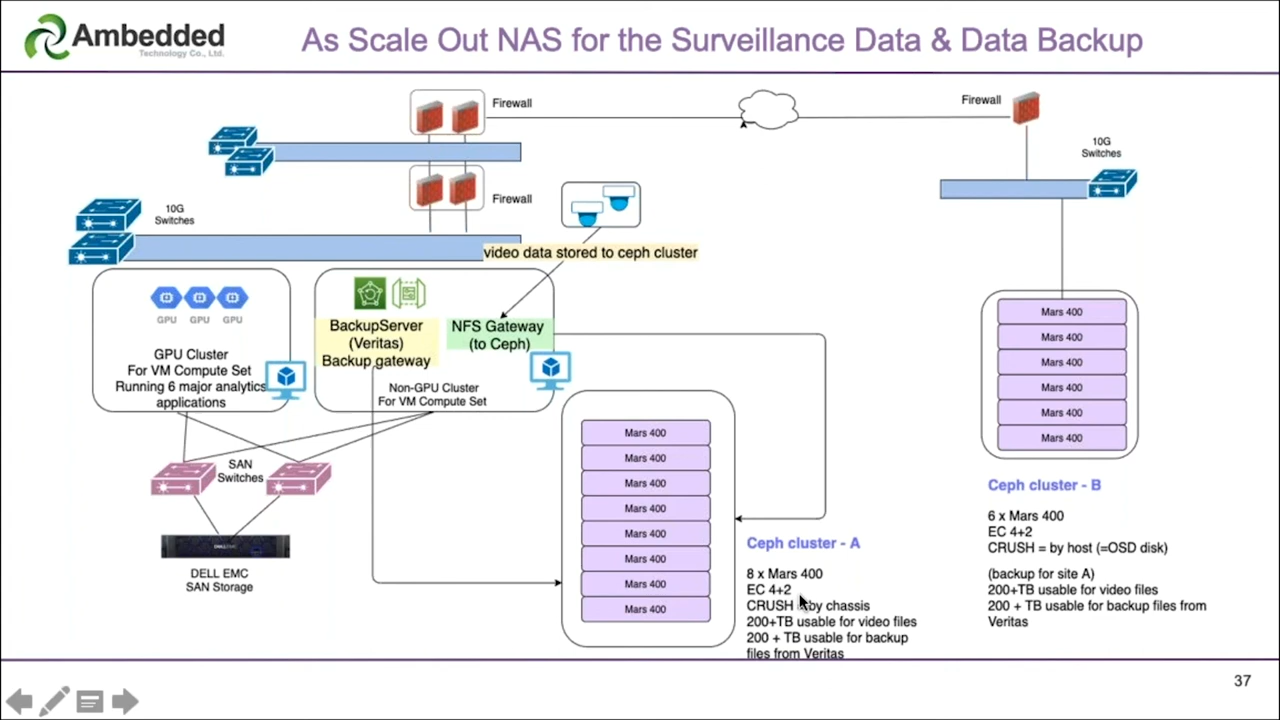 Ambedded
Technology Co., Ltd.
As Scale Out NAS for the Surveillance Data & Data Backup
Firewall
Firewall
10G
Switches
Firewall
10G
Switches
video data stored to ceph cluster
GPU GPU GPU
GPU Cluster
For VM Compute Set
Running 6 major analytics
applications
BackupServer
(Veritas)
Backup gateway
NFS Gateway
(to Ceph)
Non-GPU Cluster
For VM Compute Set
SAN
Switches
DELL EMC
SAN Storage
Mars 400
Mars 400
Mars 400
Mars 400
Mars 400
Mars 400
Mars 400
Mars 400
Ceph cluster - A
8 x Mars 400
EC 4+2
CRUSH by chassis
200+TB usable for video files
200 + TB usable for backup
files from Veritas
Mars 400
Mars 400
Mars 400
Mars 400
Mars 400
Mars 400
Ceph cluster - B
6 x Mars 400
EC 4+2
CRUSH = by host (=OSD disk)
(backup for site A)
200+TB usable for video files
200 + TB usable for backup files from
Veritas
37